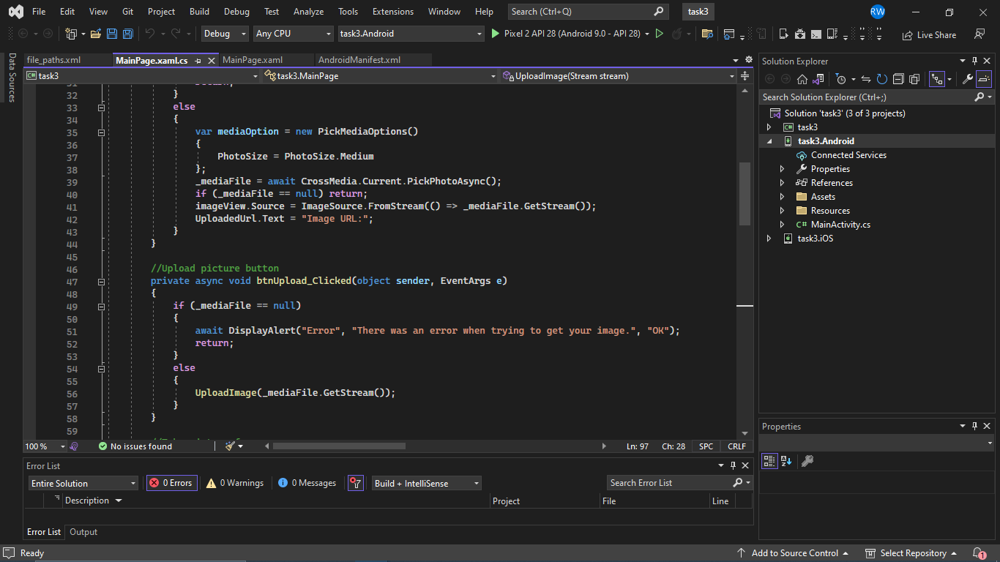 File Edit View Git Project Build Debug Test Analyze Tools Extensions Window Help Search (Ctrl+Q) task3 RW
Debug Any CPU task3.Android Pixel 2 API 28 (Android 9.0 - API 28) Live Share
Data Sources
file_paths.xml MainPage.xaml.cs MainPage.xaml AndroidManifest.xml
task3 task3.MainPage UploadImage(Stream stream)
32 }
33 else
34 {
35 var mediaOption = new PickMediaOptions()
36 {
37 PhotoSize = PhotoSize.Medium
38 };
39 _mediaFile = await CrossMedia.Current.PickPhotoAsync();
40 if (_mediaFile == null) return;
41 imageView.Source = ImageSource.FromStream(() => _mediaFile.GetStream());
42 UploadedUrl.Text = "Image URL:";
43 }
44 }
45
46 //Upload picture button
47 private async void btnUpload_Clicked(object sender, EventArgs e)
48 {
49 if (_mediaFile == null)
50 {
51 await DisplayAlert("Error", "There was an error when trying to get your image.", "OK");
52 return;
53 }
54 else
55 {
56 UploadImage(_mediaFile.GetStream());
57 }
58 }
59
100 % No issues found Ln: 97 Ch: 28 SPC CRLF
Error List
Entire Solution 0 Errors 0 Warnings 0 Messages Build + IntelliSense Search Error List
Description Project File Line
Error List Output
Solution Explorer
Search Solution Explorer (Ctrl+;)
Solution 'task3' (3 of 3 projects)
C# task3
task3.Android
Connected Services
Properties
References
Assets
Resources
C# MainActivity.cs
task3.iOS
Properties
Ready Add to Source Control Select Repository 1